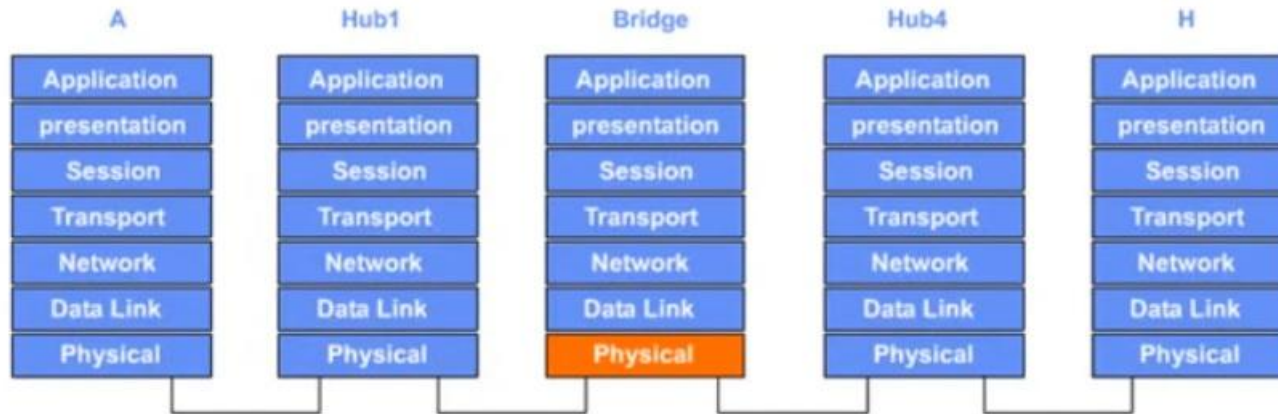 A Hub1 Bridge Hub4 H
Application Application Application Application Application
presentation presentation presentation presentation presentation
Session Session Session Session Session
Transport Transport Transport Transport Transport
Network Network Network Network Network
Data Link Data Link Data Link Data Link Data Link
Physical Physical Physical Physical Physical